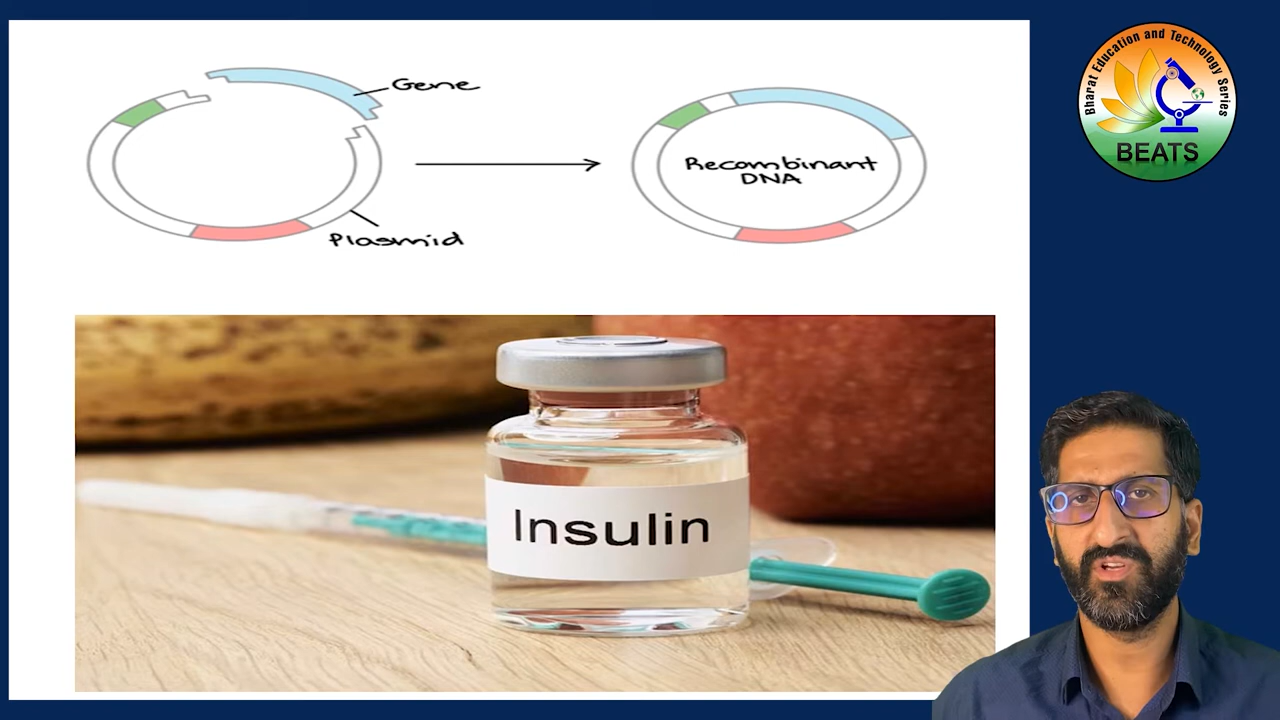 Gene
Plasmid
Recombinant
DNA
Insulin
Bharat Education and Technology Series
BEATS